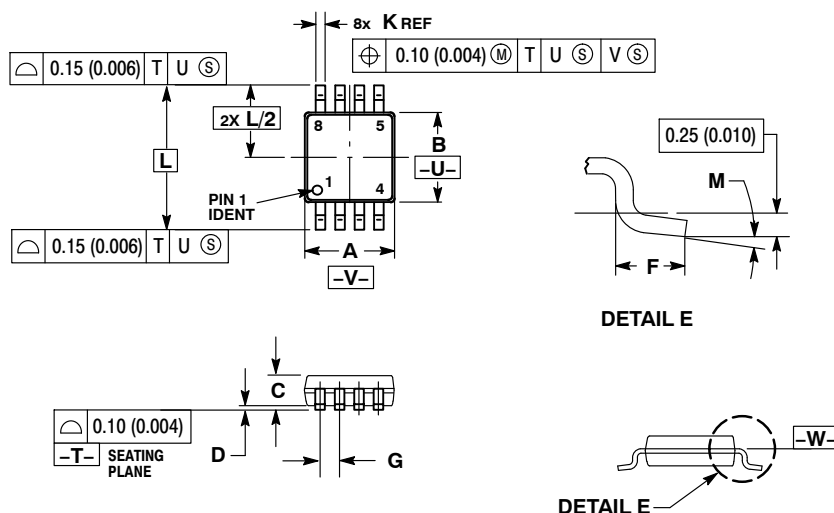 8x K REF
⌖ 0.10 (0.004) Ⓜ T U Ⓢ V Ⓢ
⌓ 0.15 (0.006) T U Ⓢ
2X L/2
L
8 5
B
–U–
1
4
PIN 1
IDENT
⌓ 0.15 (0.006) T U Ⓢ
A
–V–
0.25 (0.010)
M
F
DETAIL E
C
⌓ 0.10 (0.004)
–T– SEATING
PLANE
D
G
–W–
DETAIL E